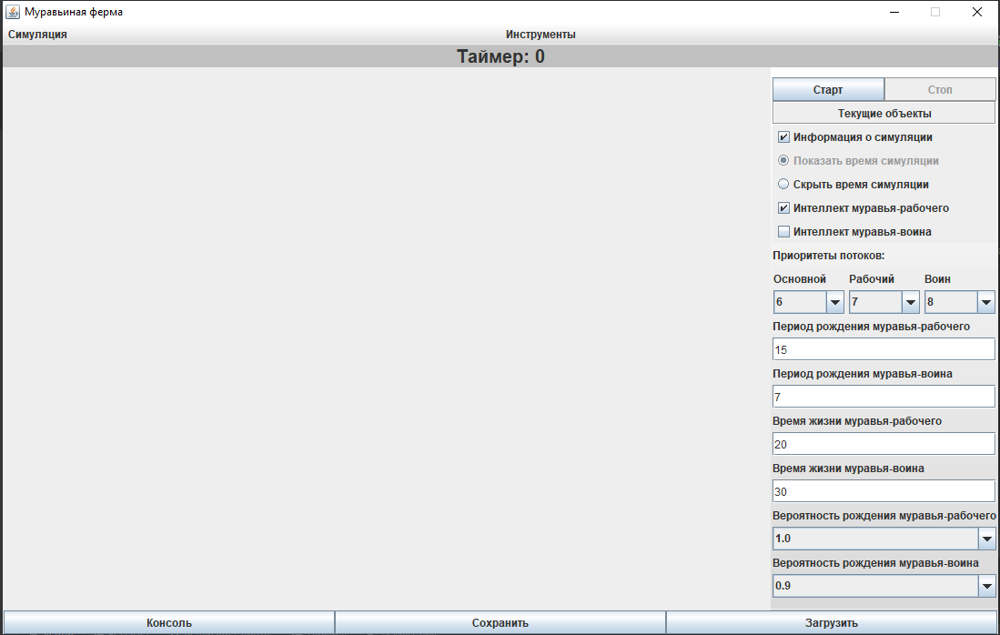 Муравьиная ферма
Симуляция Инструменты
Таймер: 0
Старт Стоп
Текущие объекты
Информация о симуляции
Показать время симуляции
Скрыть время симуляции
Интеллект муравья-рабочего
Интеллект муравья-воина
Приоритеты потоков:
Основной Рабочий Воин
6 7 8
Период рождения муравья-рабочего
15
Период рождения муравья-воина
7
Время жизни муравья-рабочего
20
Время жизни муравья-воина
30
Вероятность рождения муравья-рабочего
1.0
Вероятность рождения муравья-воина
0.9
Консоль Сохранить Загрузить